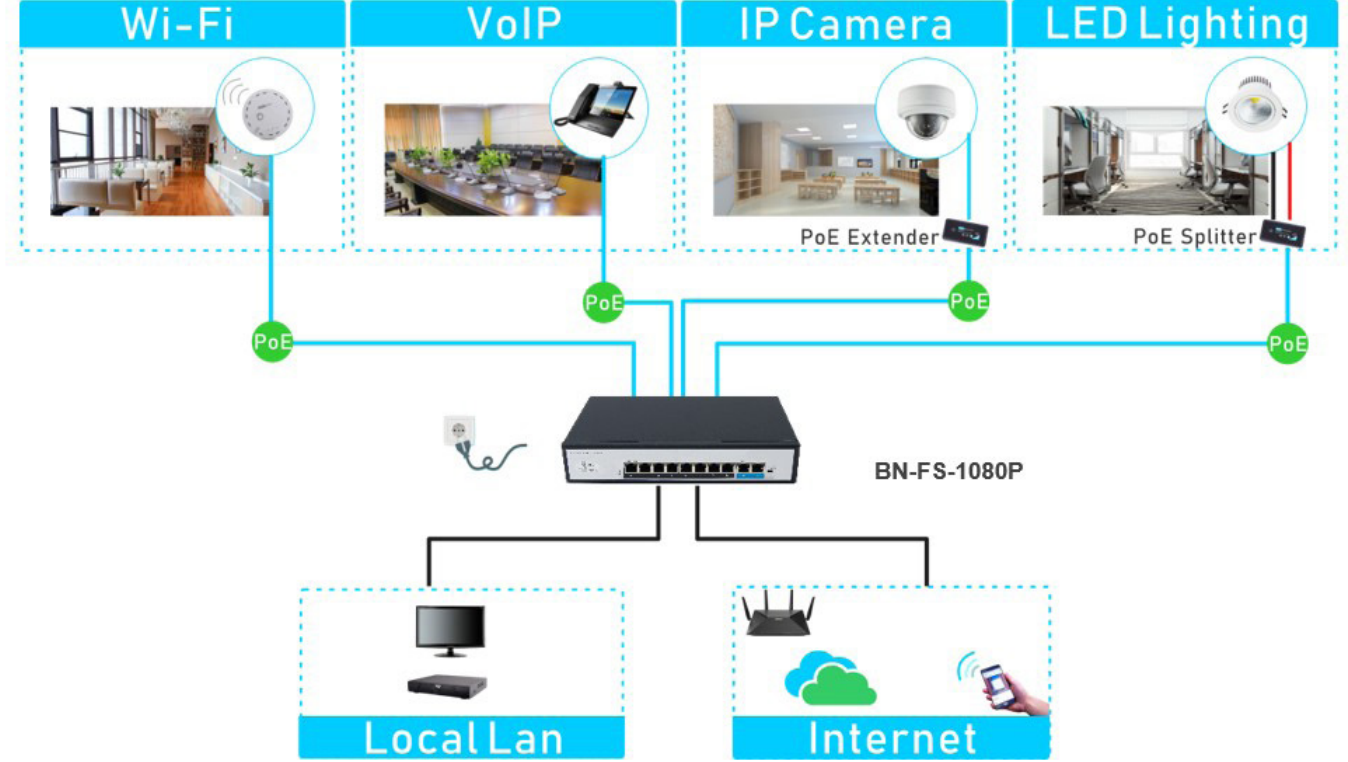 Wi-Fi
VoIP
IP Camera
LED Lighting
PoE Extender
PoE Splitter
PoE
PoE
PoE
PoE
BN-FS-1080P
Local Lan
Internet